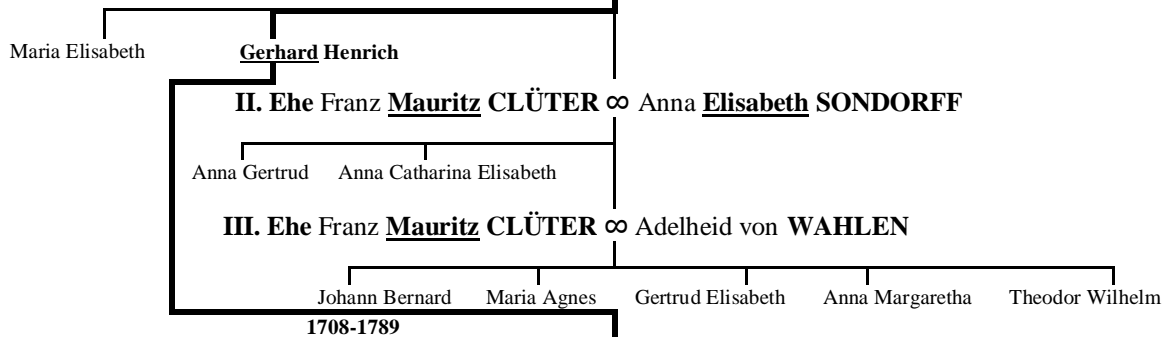 Maria Elisabeth Gerhard Henrich
II. Ehe Franz Mauritz CLÜTER ∞ Anna Elisabeth SONDORFF
Anna Gertrud Anna Catharina Elisabeth
III. Ehe Franz Mauritz CLÜTER ∞ Adelheid von WAHLEN
Johann Bernard Maria Agnes Gertrud Elisabeth Anna Margaretha Theodor Wilhelm
1708-1789